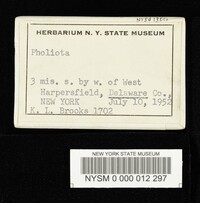 HERBARIUM N. Y. STATE MUSEUM
Pholiota
3 mis. s. by w. of West
Harpersfield, Delaware Co.,
NEW YORK July 10, 1952
K. L. Brooks 1702
NEW YORK STATE MUSEUM
NYSM 0 000 012 297